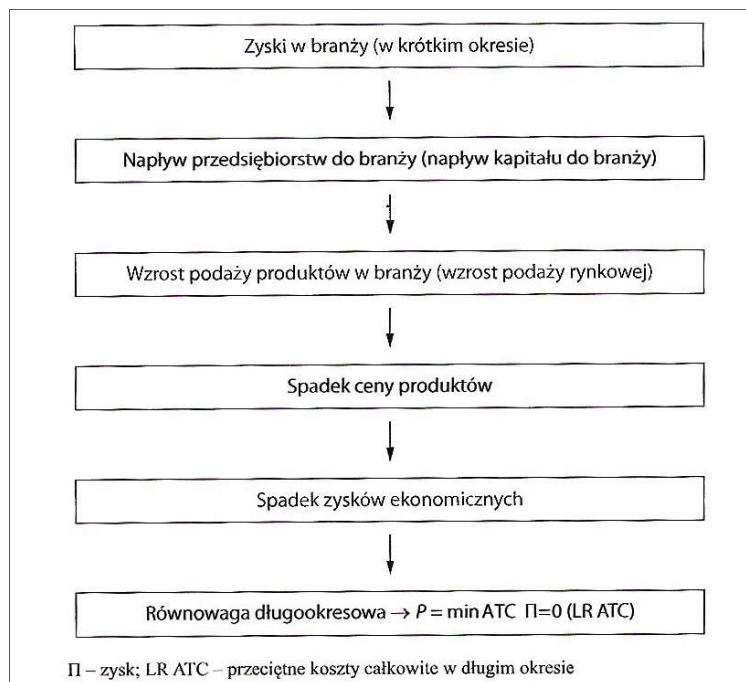 Zyski w branży (w krótkim okresie)
Napływ przedsiębiorstw do branży (napływ kapitału do branży)
Wzrost podaży produktów w branży (wzrost podaży rynkowej)
Spadek ceny produktów
Spadek zysków ekonomicznych
Równowaga długookresowa → P = min ATC Π=0 (LR ATC)
Π – zysk; LR ATC – przeciętne koszty całkowite w długim okresie